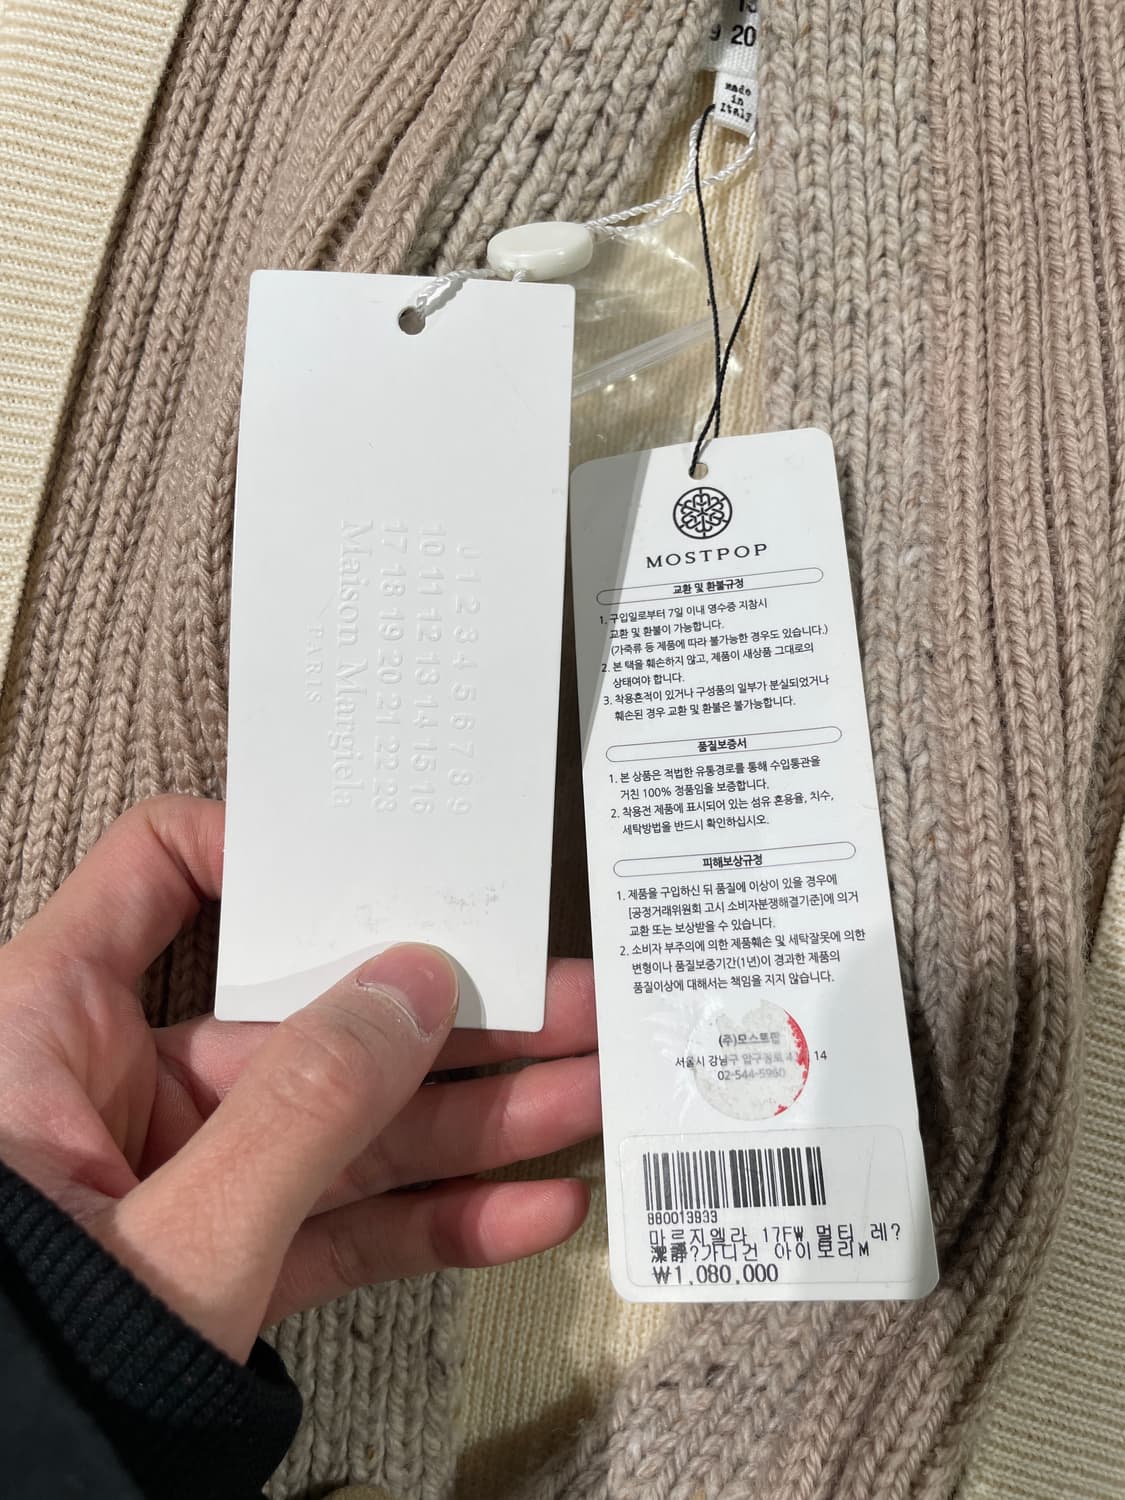 13
9 20
made
in
Italy
J 1 2 3 4 5 6 7 8 9
10 11 12 13 14 15 16
17 18 19 20 21 22 23
Maison Margiela
PARIS
MOSTPOP
교환 및 환불규정
1. 구입일로부터 7일 이내 영수증 지참시
교환 및 환불이 가능합니다.
(가죽류 등 제품에 따라 불가능한 경우도 있습니다.)
2. 본 택을 훼손하지 않고, 제품이 새상품 그대로의
상태여야 합니다.
3. 착용흔적이 있거나 구성품의 일부가 분실되었거나
훼손된 경우 교환 및 환불은 불가능합니다.
품질보증서
1. 본 상품은 적법한 유통경로를 통해 수입통관을
거친 100% 정품임을 보증합니다.
2. 착용전 제품에 표시되어 있는 섬유 혼용율, 치수,
세탁방법을 반드시 확인하십시오.
피해보상규정
1. 제품을 구입하신 뒤 품질에 이상이 있을 경우에
[공정거래위원회 고시 소비자분쟁해결기준]에 의거
교환 또는 보상받을 수 있습니다.
2. 소비자 부주의에 의한 제품훼손 및 세탁잘못에 의한
변형이나 품질보증기간(1년)이 경과한 제품의
품질이상에 대해서는 책임을 지지 않습니다.
(주)모스트팝
서울시 강남구 압구정로 14
02-544-5960
860013933
마르지엘라 17FW 멀티 레?
?가디건 아이보리M
₩1,080,000